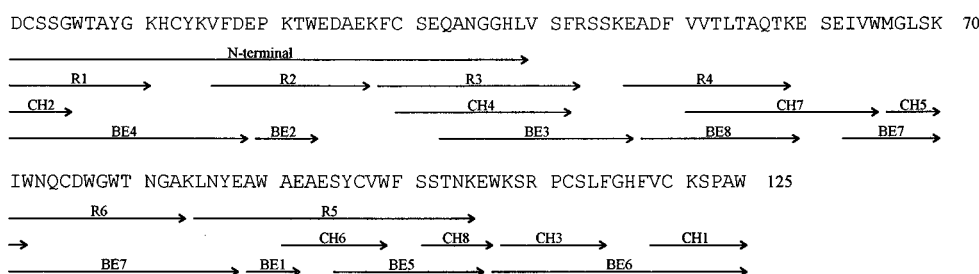 DCSSGWTAYG KHCYKVFDEP KTWEDAEKFC SEQANGGHLV SFRSSKEADF VVTLTAQTKE SEIVWMGLSK 70
N-terminal
R1 R2 R3 R4
CH2 CH4 CH7 CH5
BE4 BE2 BE3 BE8 BE7
IWNQCDWGWT NGAKLNYEAW AEAESYCVWF SSTNKEWKSR PCSLFGHFVC KSPAW 125
R6 R5
CH6 CH8 CH3 CH1
BE7 BE1 BE5 BE6